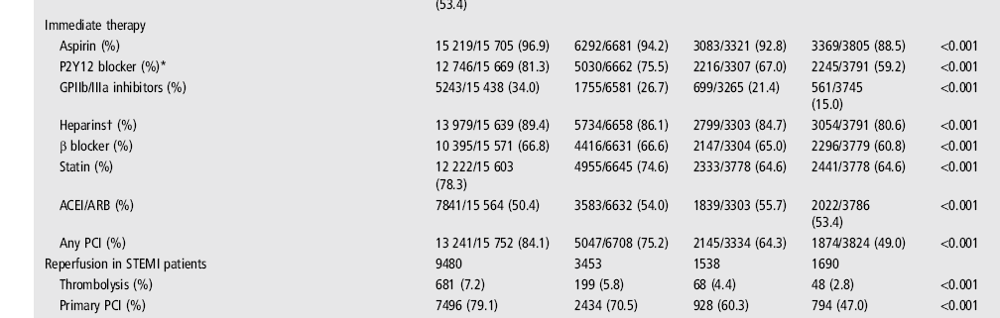 (53.4)
Immediate therapy
Aspirin (%) 15 219/15 705 (96.9) 6292/6681 (94.2) 3083/3321 (92.8) 3369/3805 (88.5) <0.001
P2Y12 blocker (%)* 12 746/15 669 (81.3) 5030/6662 (75.5) 2216/3307 (67.0) 2245/3791 (59.2) <0.001
GPIIb/IIIa inhibitors (%) 5243/15 438 (34.0) 1755/6581 (26.7) 699/3265 (21.4) 561/3745 <0.001
(15.0)
Heparins† (%) 13 979/15 639 (89.4) 5734/6658 (86.1) 2799/3303 (84.7) 3054/3791 (80.6) <0.001
β blocker (%) 10 395/15 571 (66.8) 4416/6631 (66.6) 2147/3304 (65.0) 2296/3779 (60.8) <0.001
Statin (%) 12 222/15 603 4955/6645 (74.6) 2333/3778 (64.6) 2441/3778 (64.6) <0.001
(78.3)
ACEI/ARB (%) 7841/15 564 (50.4) 3583/6632 (54.0) 1839/3303 (55.7) 2022/3786 <0.001
(53.4)
Any PCI (%) 13 241/15 752 (84.1) 5047/6708 (75.2) 2145/3334 (64.3) 1874/3824 (49.0) <0.001
Reperfusion in STEMI patients 9480 3453 1538 1690
Thrombolysis (%) 681 (7.2) 199 (5.8) 68 (4.4) 48 (2.8) <0.001
Primary PCI (%) 7496 (79.1) 2434 (70.5) 928 (60.3) 794 (47.0) <0.001